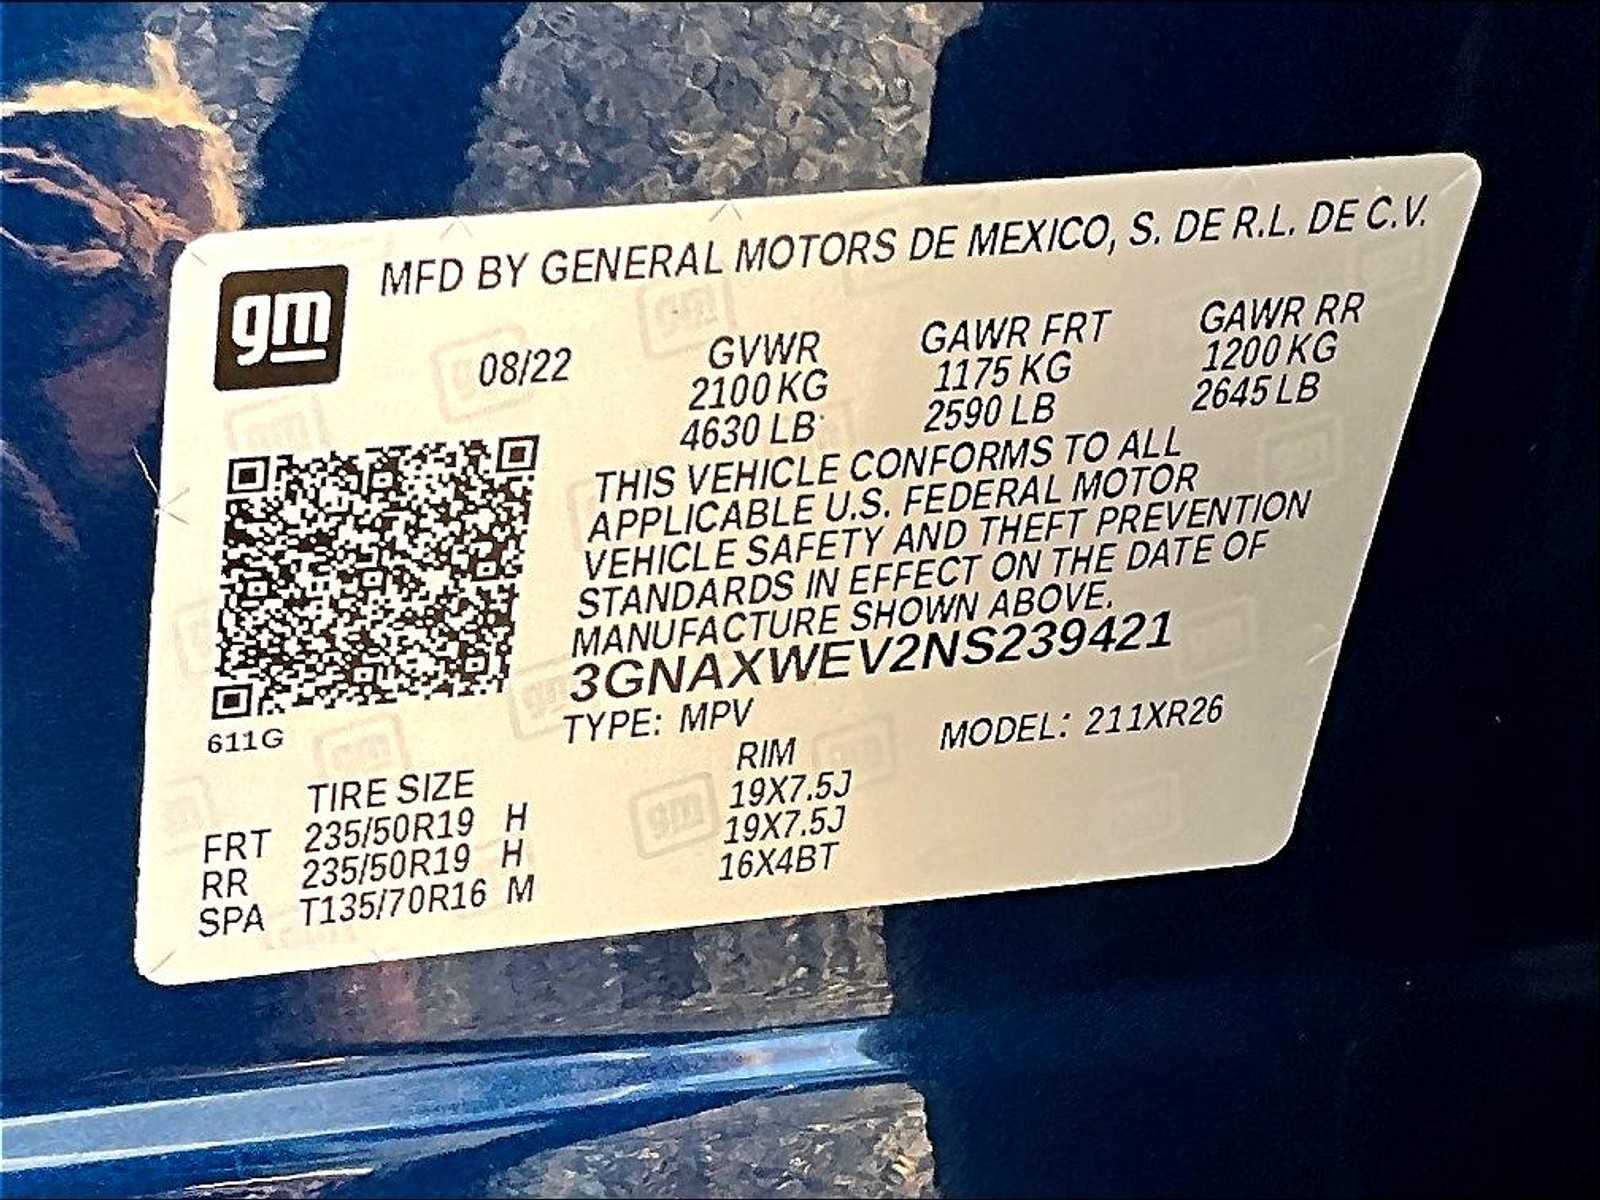 gm
MFD BY GENERAL MOTORS DE MEXICO, S. DE R.L. DE C.V.
08/22 GVWR GAWR FRT GAWR RR
2100 KG 1175 KG 1200 KG
4630 LB 2590 LB 2645 LB
THIS VEHICLE CONFORMS TO ALL
APPLICABLE U.S. FEDERAL MOTOR
VEHICLE SAFETY AND THEFT PREVENTION
STANDARDS IN EFFECT ON THE DATE OF
MANUFACTURE SHOWN ABOVE.
3GNAXWEV2NS239421
611G
TYPE: MPV MODEL: 211XR26
TIRE SIZE RIM
FRT 235/50R19 H 19X7.5J
RR 235/50R19 H 19X7.5J
SPA T135/70R16 M 16X4BT